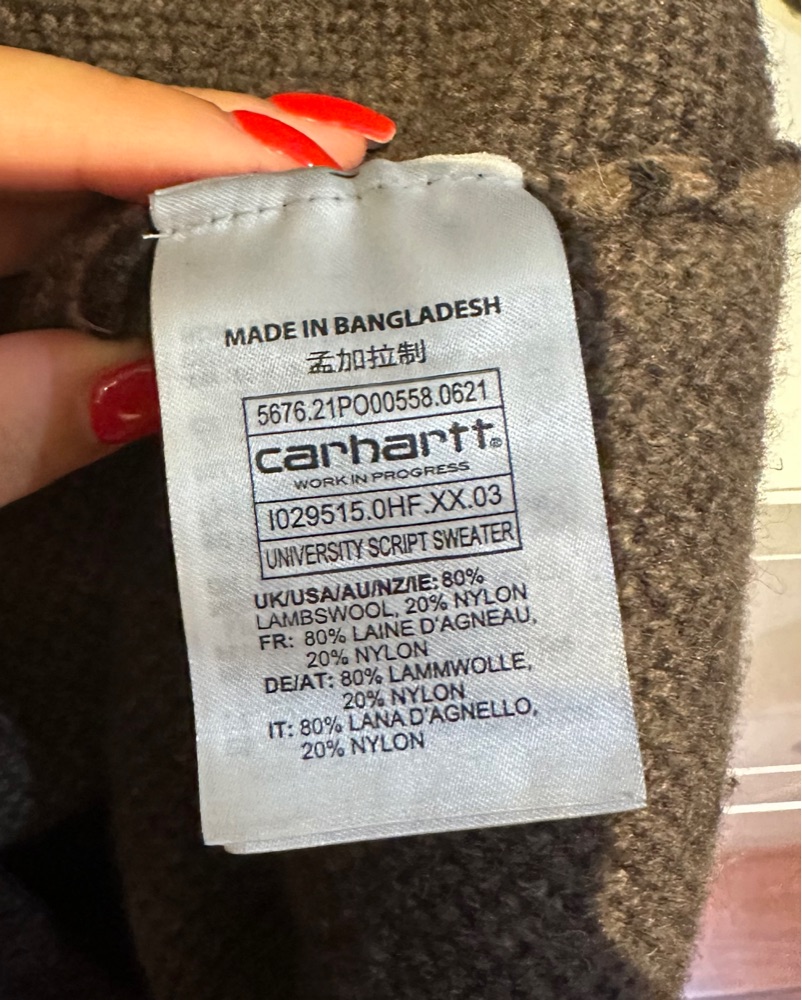 MADE IN BANGLADESH
孟加拉制
5676.21PO00558.0621
carhartt®
WORK IN PROGRESS
I029515.0HF.XX.03
UNIVERSITY SCRIPT SWEATER
UK/USA/AU/NZ/IE: 80%
LAMBSWOOL, 20% NYLON
FR: 80% LAINE D'AGNEAU,
20% NYLON
DE/AT: 80% LAMMWOLLE,
20% NYLON
IT: 80% LANA D'AGNELLO,
20% NYLON